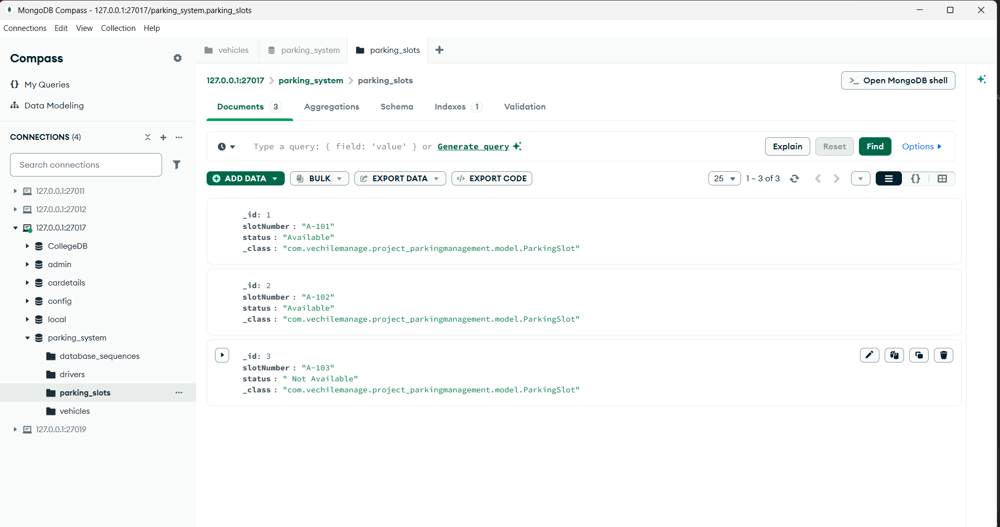 MongoDB Compass - 127.0.0.1:27017/parking_system.parking_slots
Connections Edit View Collection Help
Compass
My Queries
Data Modeling
CONNECTIONS (4)
Search connections
127.0.0.1:27011
127.0.0.1:27012
127.0.0.1:27017
CollegeDB
admin
cardetails
config
local
parking_system
database_sequences
drivers
parking_slots
vehicles
127.0.0.1:27019
vehicles parking_system parking_slots
127.0.0.1:27017 > parking_system > parking_slots
>_ Open MongoDB shell
Documents 3 Aggregations Schema Indexes 1 Validation
Type a query: { field: 'value' } or Generate query
Explain Reset Find Options
ADD DATA BULK EXPORT DATA </> EXPORT CODE
25 1 – 3 of 3 {}
_id: 1
slotNumber : "A-101"
status : "Available"
_class : "com.vechilemanage.project_parkingmanagement.model.ParkingSlot"
_id: 2
slotNumber : "A-102"
status : "Available"
_class : "com.vechilemanage.project_parkingmanagement.model.ParkingSlot"
_id: 3
slotNumber : "A-103"
status : " Not Available"
_class : "com.vechilemanage.project_parkingmanagement.model.ParkingSlot"